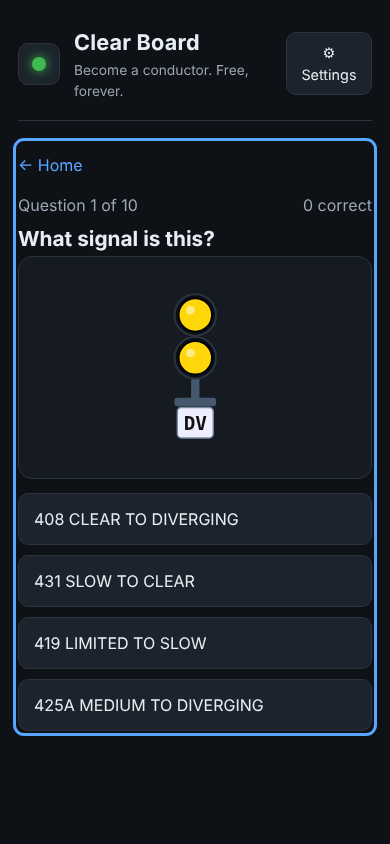 Clear Board
Become a conductor. Free,
forever.
⚙
Settings
← Home
Question 1 of 10
0 correct
What signal is this?
DV
408 CLEAR TO DIVERGING
431 SLOW TO CLEAR
419 LIMITED TO SLOW
425A MEDIUM TO DIVERGING